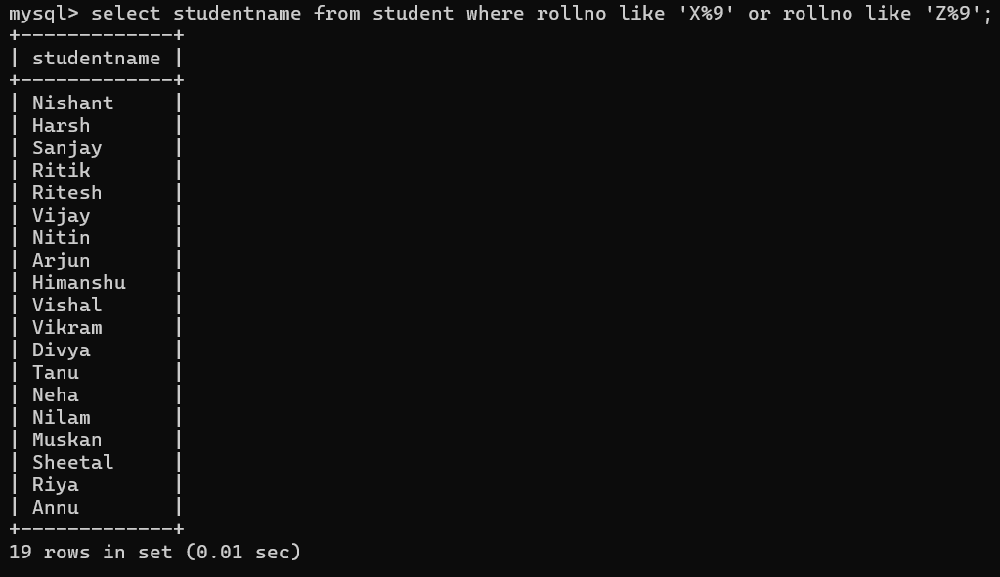 mysql> select studentname from student where rollno like 'X%9' or rollno like 'Z%9';
+-------------+
| studentname |
+-------------+
| Nishant     |
| Harsh       |
| Sanjay      |
| Ritik       |
| Ritesh      |
| Vijay       |
| Nitin       |
| Arjun       |
| Himanshu    |
| Vishal      |
| Vikram      |
| Divya       |
| Tanu        |
| Neha        |
| Nilam       |
| Muskan      |
| Sheetal     |
| Riya        |
| Annu        |
+-------------+
19 rows in set (0.01 sec)